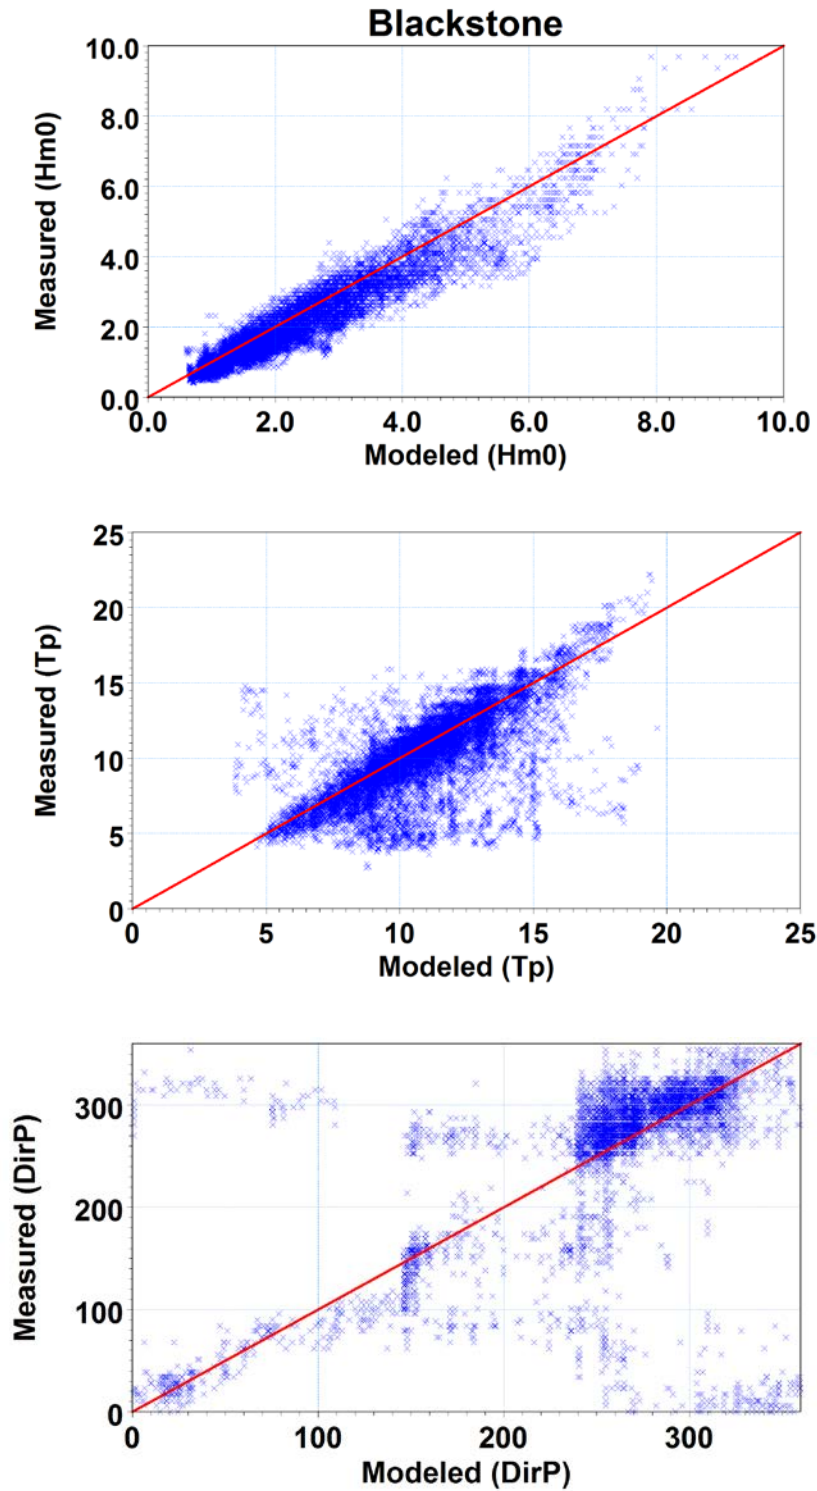 Blackstone
10.0
8.0
6.0
4.0
2.0
0.0
Measured (Hm0)
0.0 2.0 4.0 6.0 8.0 10.0
Modeled (Hm0)
25
20
15
10
5
0
Measured (Tp)
0 5 10 15 20 25
Modeled (Tp)
300
200
100
0
Measured (DirP)
0 100 200 300
Modeled (DirP)